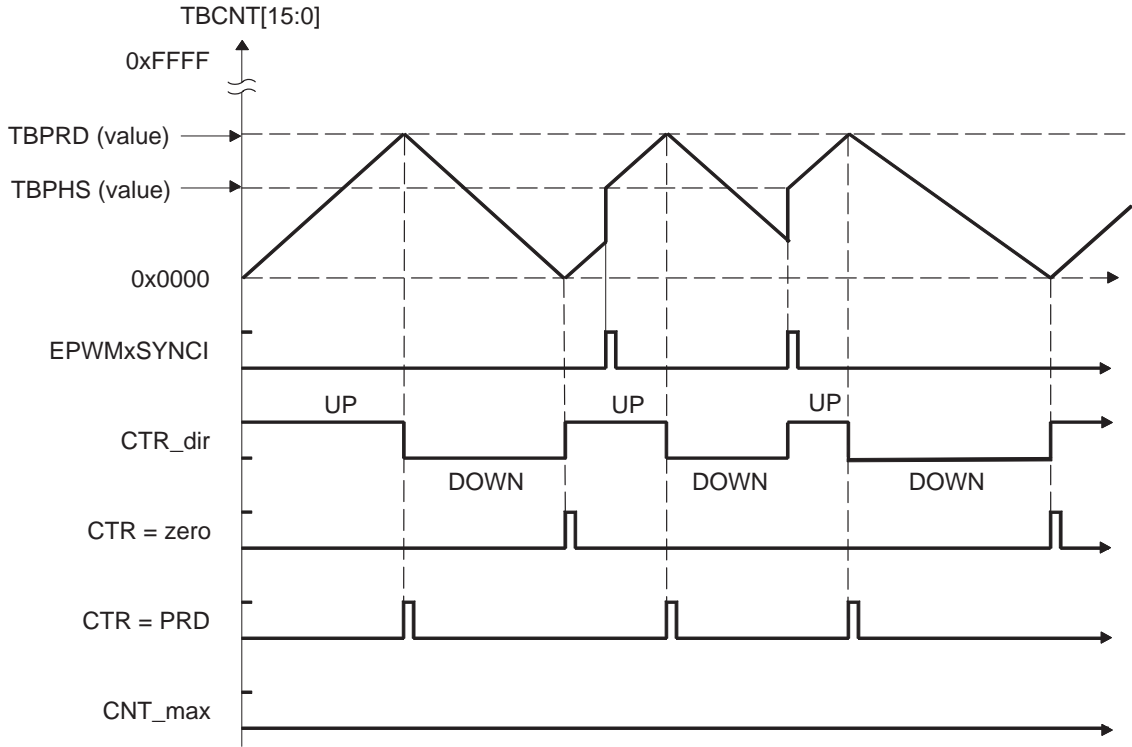 TBCNT[15:0]
0xFFFF
TBPRD (value)
TBPHS (value)
0x0000
EPWMxSYNCI
UP
UP
UP
CTR_dir
DOWN
DOWN
DOWN
CTR = zero
CTR = PRD
CNT_max